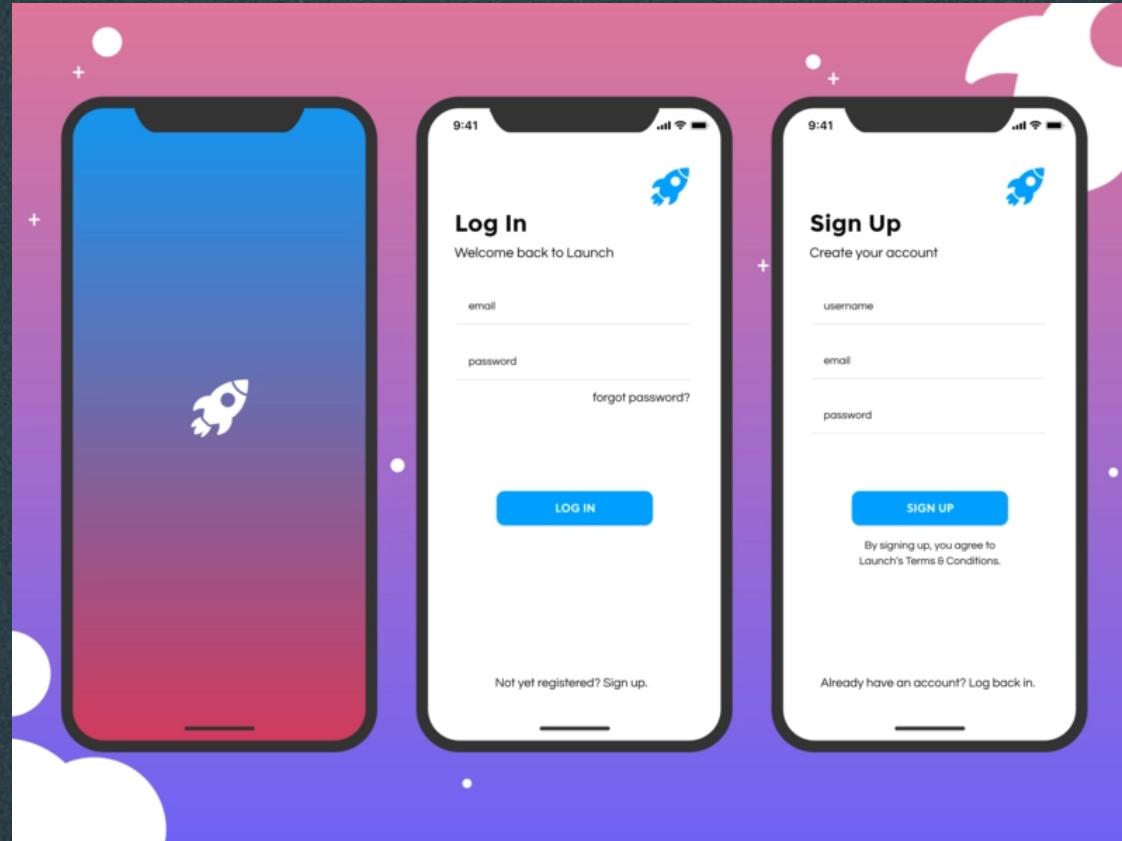 9:41
Log In
Welcome back to Launch
email
password
forgot password?
LOG IN
Not yet registered? Sign up.
9:41
Sign Up
Create your account
username
email
password
SIGN UP
By signing up, you agree to
Launch's Terms & Conditions.
Already have an account? Log back in.